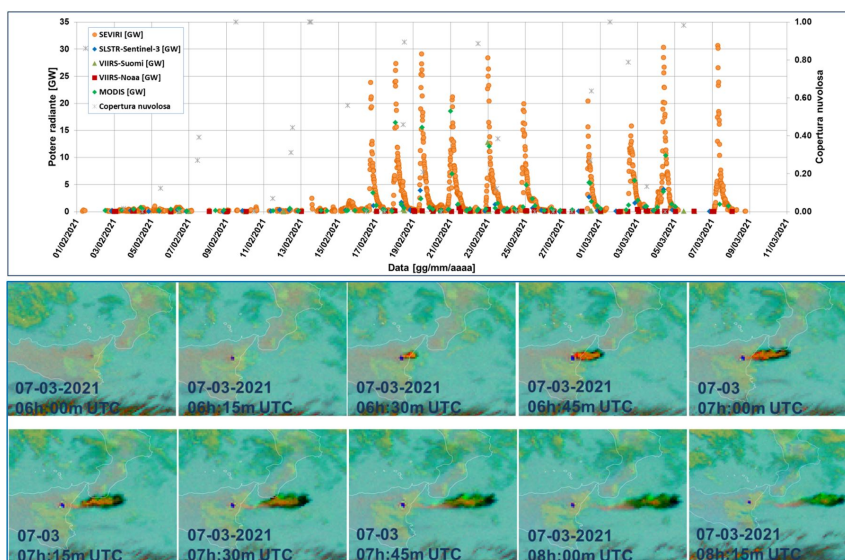 SEVIRI [GW]
SLSTR-Sentinel-3 [GW]
VIIRS-Suomi [GW]
VIIRS-Noaa [GW]
MODIS [GW]
Copertura nuvolosa
Potere radiante [GW]
35
30
25
20
15
10
5
0
1.00
0.80
0.60
0.40
0.20
0.00
Copertura nuvolosa
01/02/2021
03/02/2021
05/02/2021
07/02/2021
09/02/2021
11/02/2021
13/02/2021
15/02/2021
17/02/2021
19/02/2021
21/02/2021
23/02/2021
25/02/2021
27/02/2021
01/03/2021
03/03/2021
05/03/2021
07/03/2021
09/03/2021
11/03/2021
Data [gg/mm/aaaa]
07-03-2021
06h:00m UTC
07-03-2021
06h:15m UTC
07-03-2021
06h:30m UTC
07-03-2021
06h:45m UTC
07-03
07h:00m UTC
07-03
07h:15m UTC
07-03
07h:30m UTC
07-03
07h:45m UTC
07-03-2021
08h:00m UTC
07-03-2021
08h:15m UTC